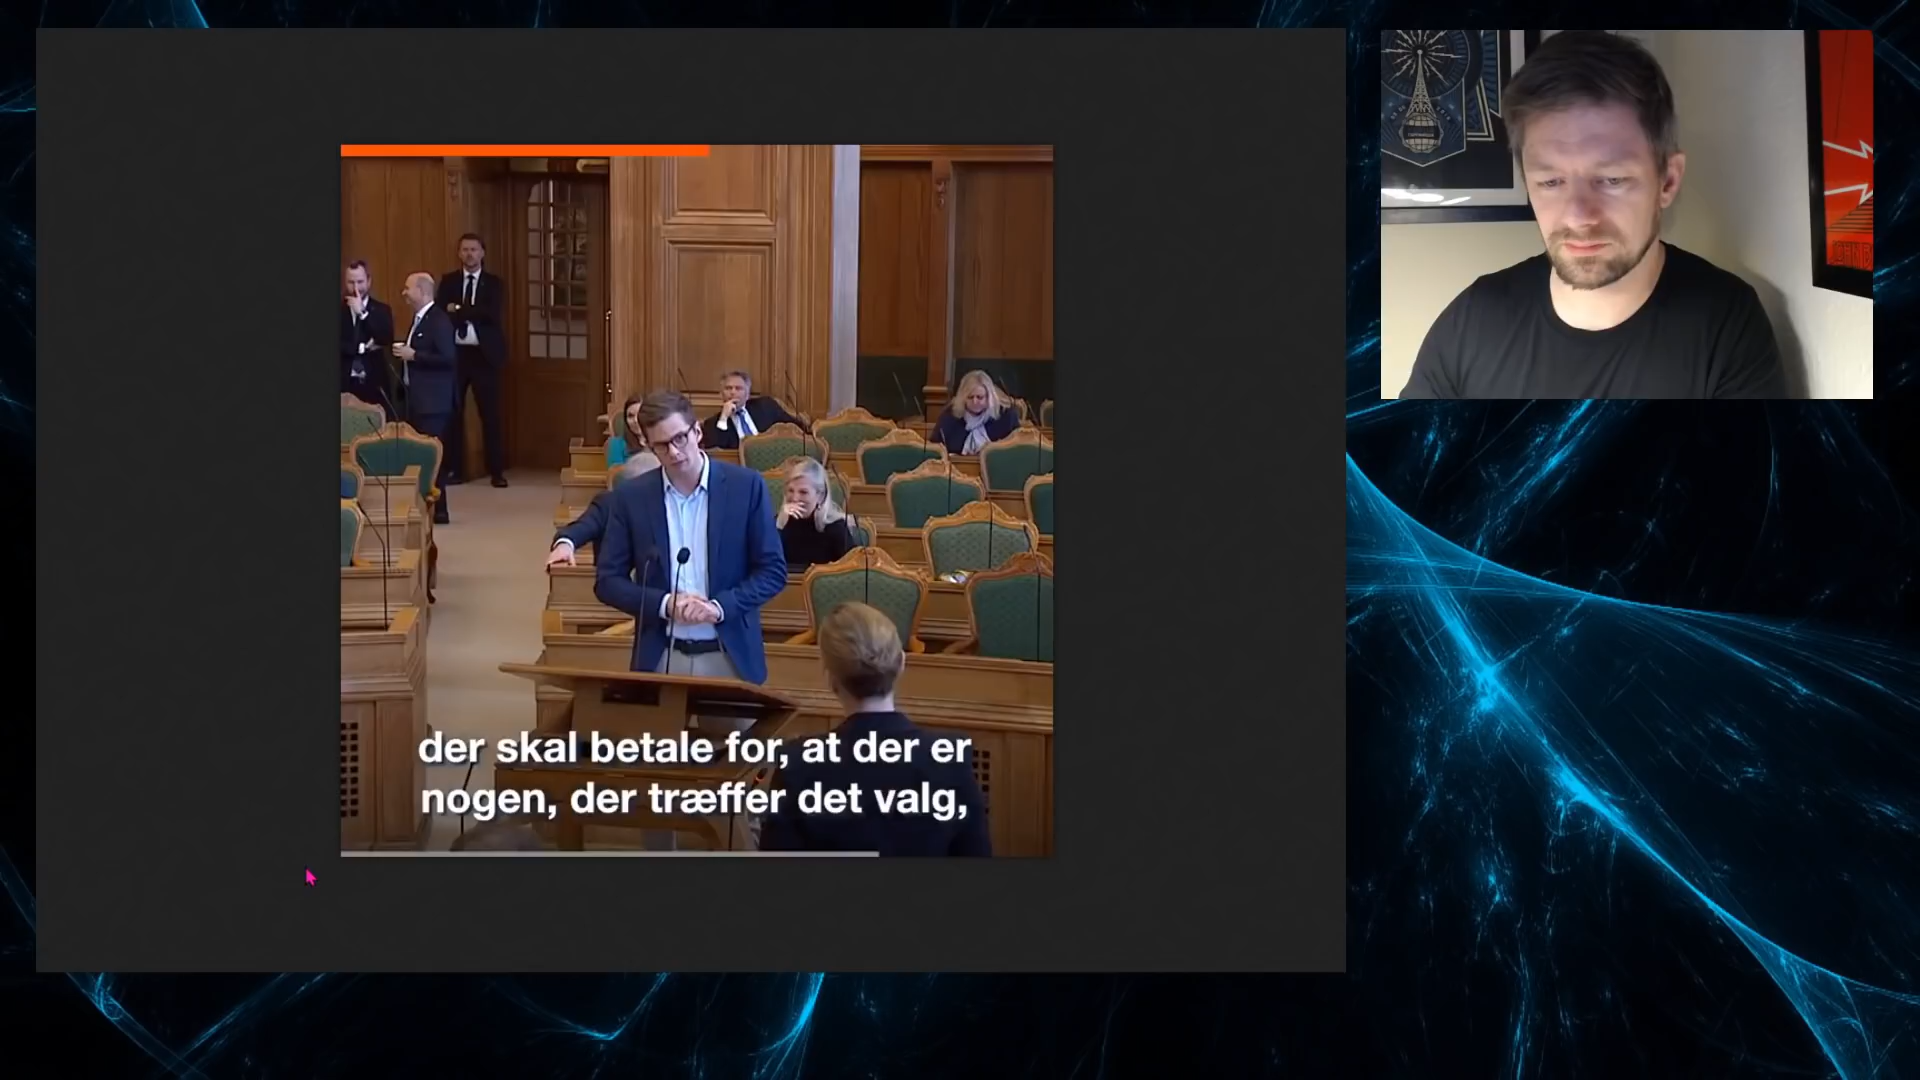 der skal betale for, at der er
nogen, der træffer det valg,